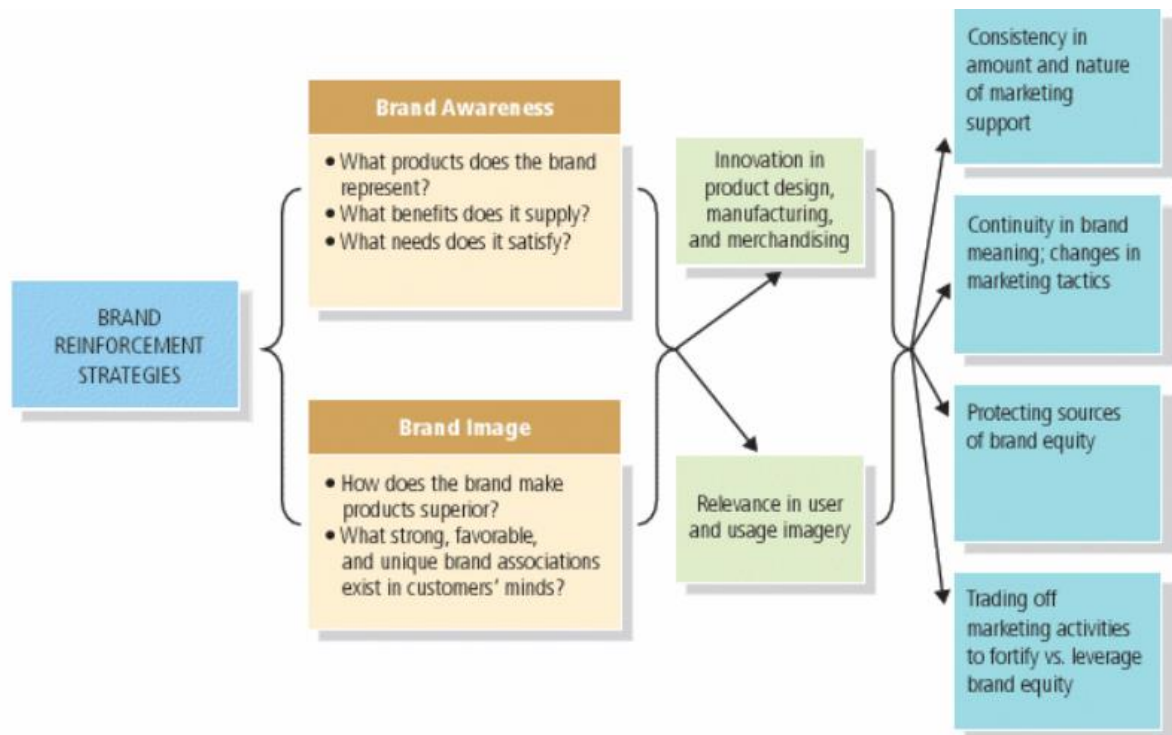 BRAND
REINFORCEMENT
STRATEGIES
Brand Awareness
• What products does the brand
represent?
• What benefits does it supply?
• What needs does it satisfy?
Brand Image
• How does the brand make
products superior?
• What strong, favorable,
and unique brand associations
exist in customers’ minds?
Innovation in
product design,
manufacturing,
and merchandising
Relevance in user
and usage imagery
Consistency in
amount and nature
of marketing
support
Continuity in brand
meaning; changes in
marketing tactics
Protecting sources
of brand equity
Trading off
marketing activities
to fortify vs. leverage
brand equity